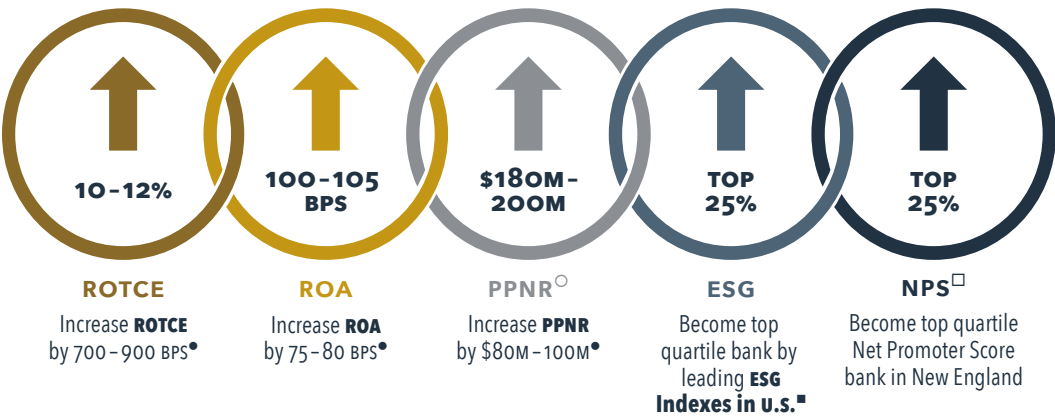 10–12%
ROTCE
Increase ROTCE
by 700–900 BPS●
100–105
BPS
ROA
Increase ROA
by 75–80 BPS●
$180M–
200M
PPNR○
Increase PPNR
by $80M–100M●
TOP
25%
ESG
Become top
quartile bank by
leading ESG
Indexes in U.S.■
TOP
25%
NPS□
Become top quartile
Net Promoter Score
bank in New England